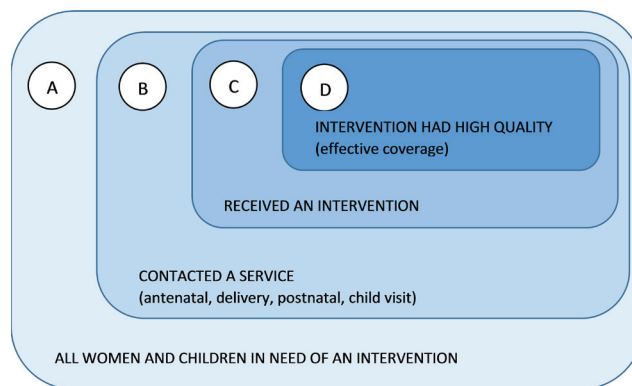 A
B
C
D
INTERVENTION HAD HIGH QUALITY
(effective coverage)
RECEIVED AN INTERVENTION
CONTACTED A SERVICE
(antenatal, delivery, postnatal, child visit)
ALL WOMEN AND CHILDREN IN NEED OF AN INTERVENTION